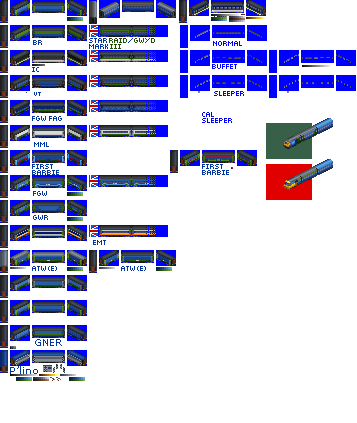 BR
STAR RAID/GW/D
MARKIII
NORMAL
IC
BUFFET
VT
SLEEPER
FGW FAG
CAL
SLEEPER
MML
FIRST
BARBIE
FIRST
BARBIE
FGW
GWR
EMT
ATW(E)
ATW(E)
GNER
P'lino